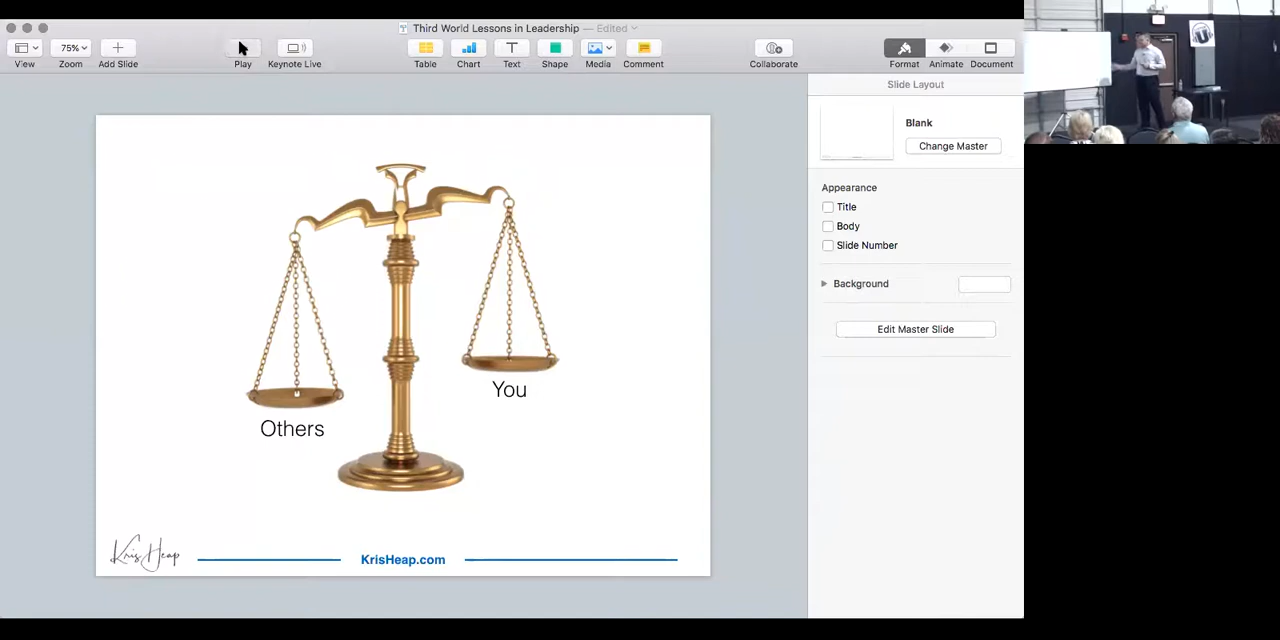 Third World Lessons in Leadership — Edited
75%
View
Zoom
Add Slide
Play
Keynote Live
Table
Chart
Text
Shape
Media
Comment
Collaborate
Format
Animate
Document
Slide Layout
Blank
Change Master
Appearance
Title
Body
Slide Number
Background
Edit Master Slide
You
Others
Kris Heap
KrisHeap.com